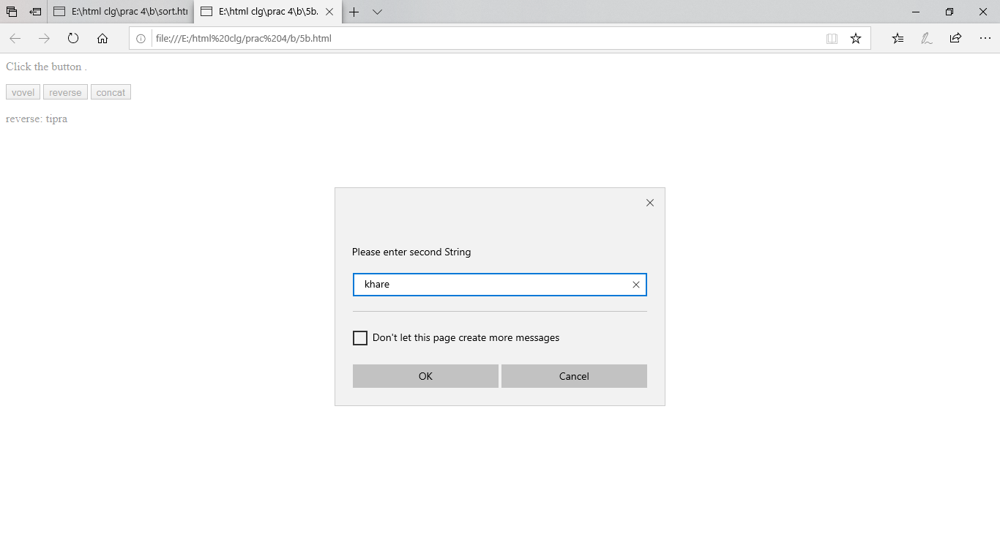 E:\html clg\prac 4\b\sort.htm
E:\html clg\prac 4\b\5b.
file:///E:/html%20clg/prac%204/b/5b.html
Click the button .
vovel reverse concat
reverse: tipra
Please enter second String
khare
Don't let this page create more messages
OK Cancel